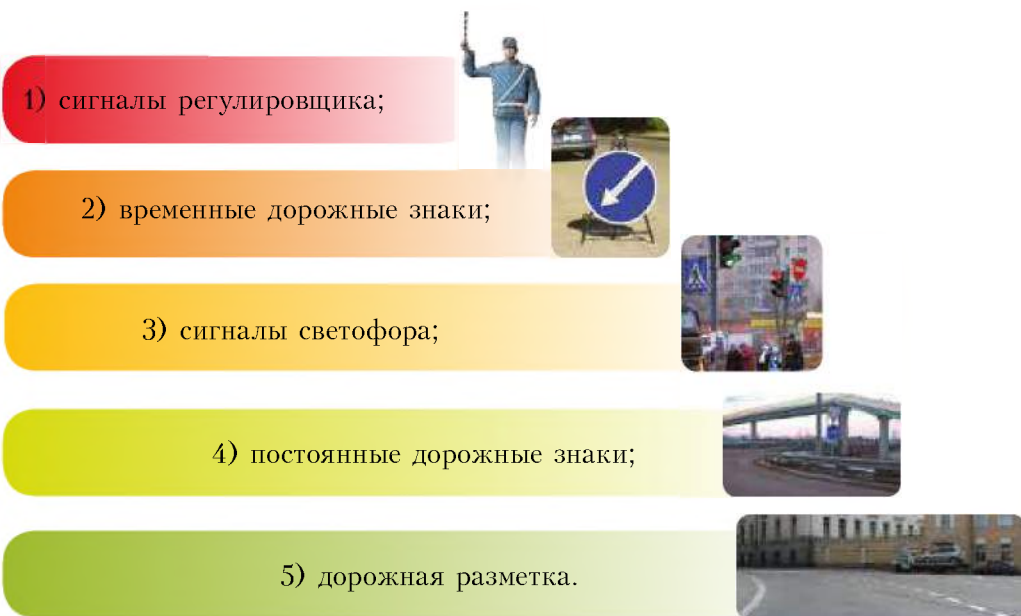 1) сигналы регулировщика;
2) временные дорожные знаки;
3) сигналы светофора;
4) постоянные дорожные знаки;
5) дорожная разметка.